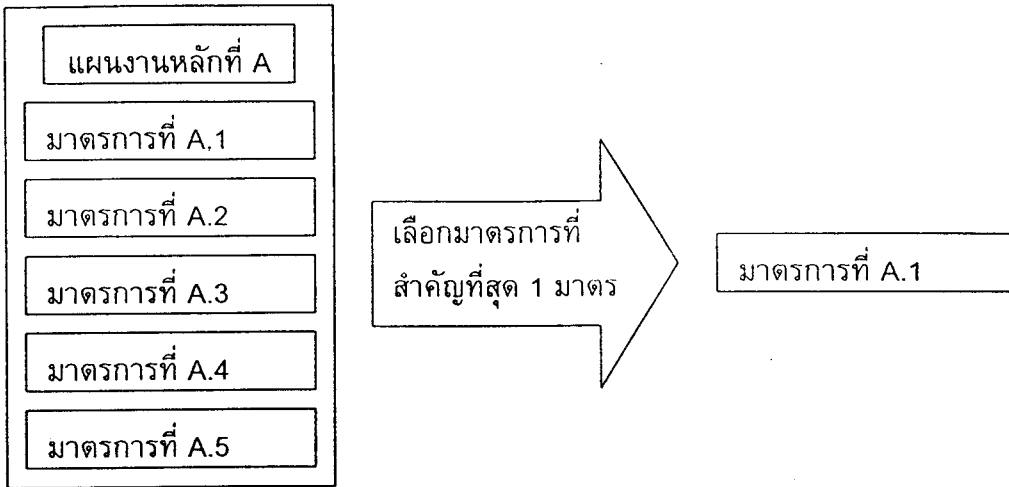 แผนงานหลักที่ A
มาตรการที่ A.1
มาตรการที่ A.2
มาตรการที่ A.3
มาตรการที่ A.4
มาตรการที่ A.5
เลือกมาตรการที่
สำคัญที่สุด 1 มาตร
มาตรการที่ A.1